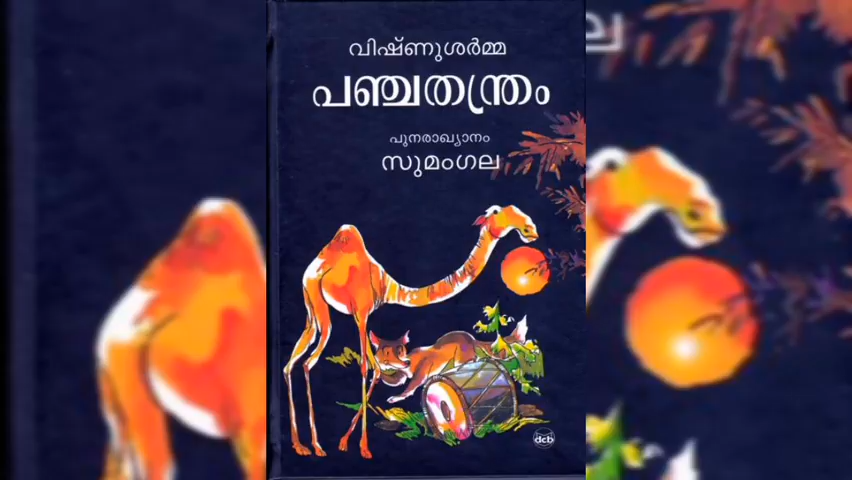 വിഷ്ണുശർമ്മ
പഞ്ചതന്ത്രം
പുനരാഖ്യാനം
സുമംഗല
dcb